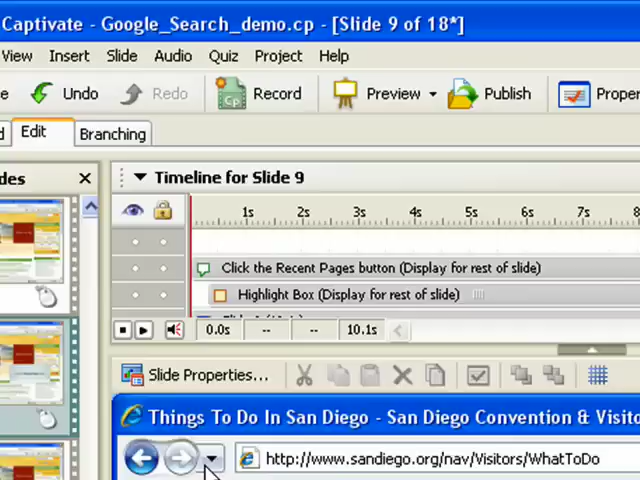 Captivate - Google_Search_demo.cp - [Slide 9 of 18*]
View Insert Slide Audio Quiz Project Help
Undo Redo Record Preview Publish Proper
Edit Branching
des
Timeline for Slide 9
1s 2s 3s 4s 5s 6s 7s 8
Click the Recent Pages button (Display for rest of slide)
Highlight Box (Display for rest of slide)
0.0s -- -- 10.1s
Slide Properties...
Things To Do In San Diego - San Diego Convention & Visito
http://www.sandiego.org/nav/Visitors/WhatToDo